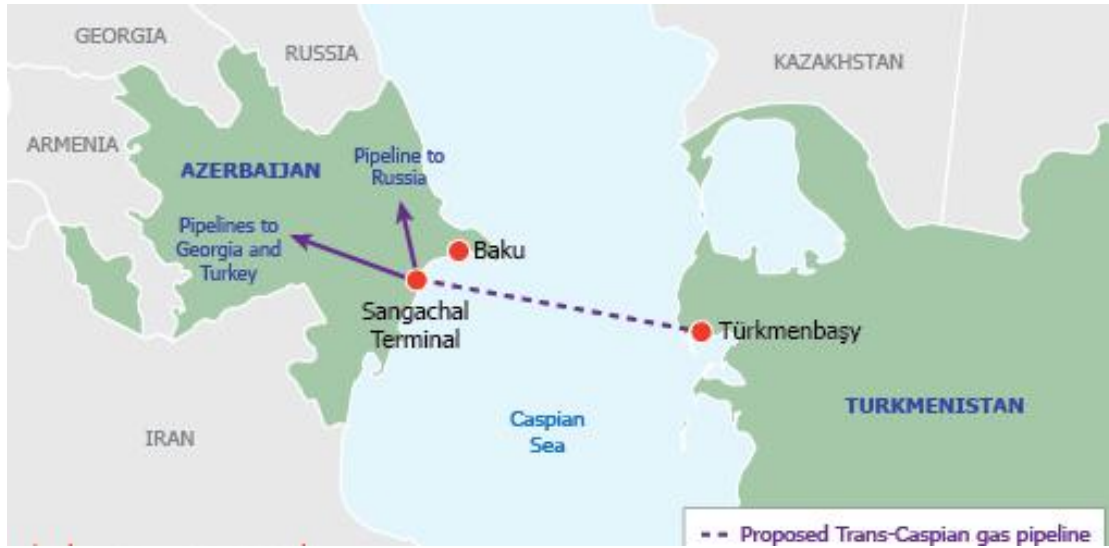 GEORGIA
RUSSIA
KAZAKHSTAN
ARMENIA
AZERBAIJAN
Pipeline to
Russia
Pipelines to
Georgia and
Turkey
Baku
Sangachal
Terminal
Türkmenbaşy
TURKMENISTAN
Caspian
Sea
IRAN
Proposed Trans-Caspian gas pipeline